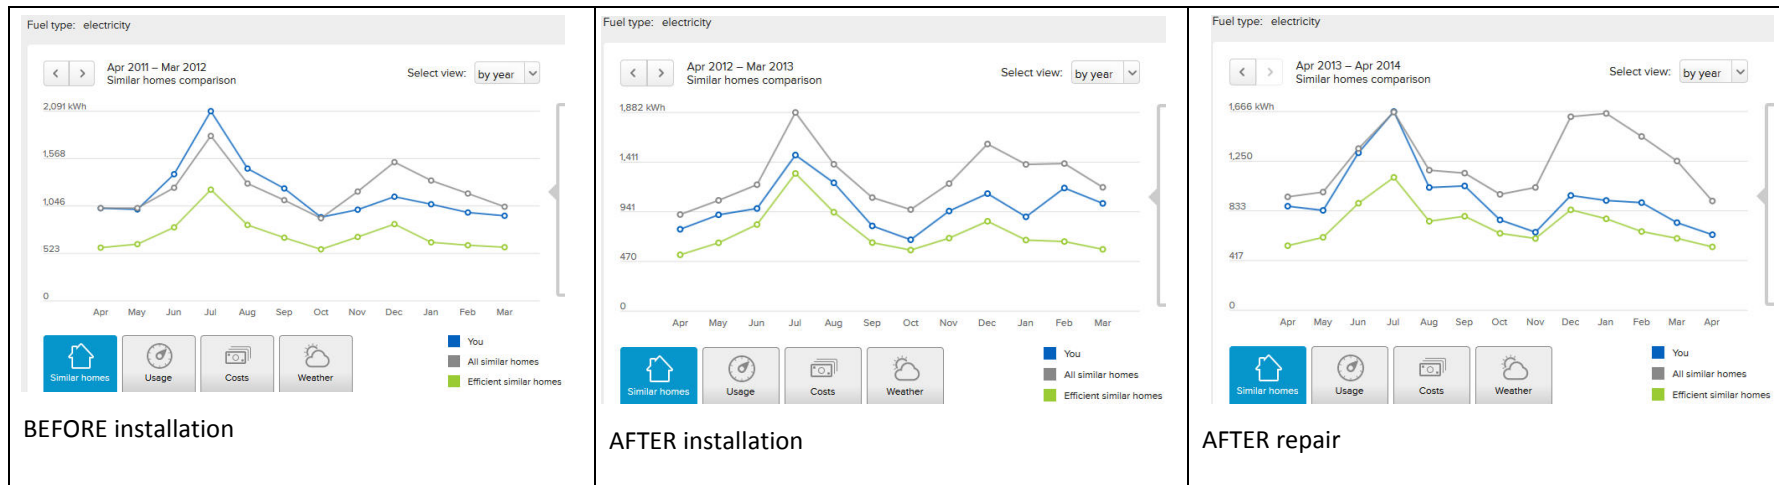 Fuel type: electricity
Apr 2011 – Mar 2012
Similar homes comparison
Select view: by year
2,091 kWh
1,568
1,046
523
0
Apr May Jun Jul Aug Sep Oct Nov Dec Jan Feb Mar
You
All similar homes
Efficient similar homes
Similar homes Usage Costs Weather
BEFORE installation
Fuel type: electricity
Apr 2012 – Mar 2013
Similar homes comparison
Select view: by year
1,882 kWh
1,411
941
470
0
Apr May Jun Jul Aug Sep Oct Nov Dec Jan Feb Mar
You
All similar homes
Efficient similar homes
Similar homes Usage Costs Weather
AFTER installation
Fuel type: electricity
Apr 2013 – Apr 2014
Similar homes comparison
Select view: by year
1,666 kWh
1,250
833
417
0
Apr May Jun Jul Aug Sep Oct Nov Dec Jan Feb Mar Apr
You
All similar homes
Efficient similar homes
Similar homes Usage Costs Weather
AFTER repair